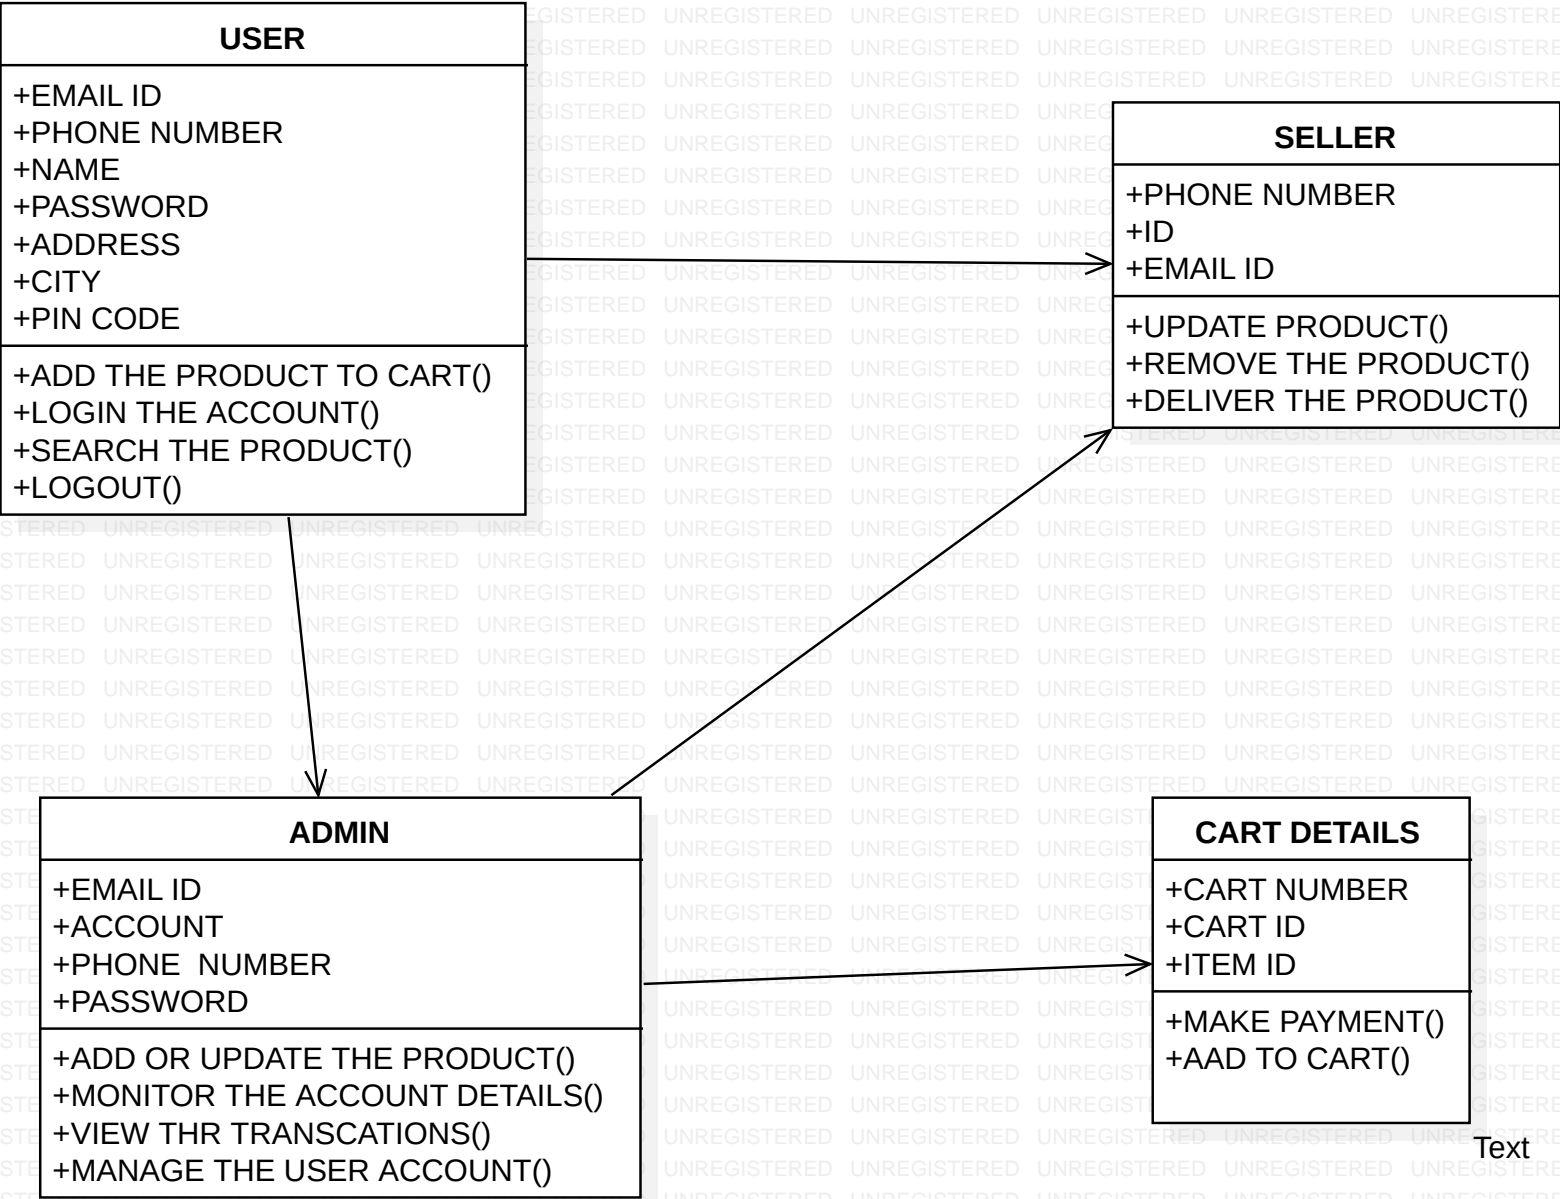 USER
+EMAIL ID
+PHONE NUMBER
+NAME
+PASSWORD
+ADDRESS
+CITY
+PIN CODE
+ADD THE PRODUCT TO CART()
+LOGIN THE ACCOUNT()
+SEARCH THE PRODUCT()
+LOGOUT()
SELLER
+PHONE NUMBER
+ID
+EMAIL ID
+UPDATE PRODUCT()
+REMOVE THE PRODUCT()
+DELIVER THE PRODUCT()
ADMIN
+EMAIL ID
+ACCOUNT
+PHONE  NUMBER
+PASSWORD
+ADD OR UPDATE THE PRODUCT()
+MONITOR THE ACCOUNT DETAILS()
+VIEW THR TRANSCATIONS()
+MANAGE THE USER ACCOUNT()
CART DETAILS
+CART NUMBER
+CART ID
+ITEM ID
+MAKE PAYMENT()
+AAD TO CART()
Text
UNREGISTERED